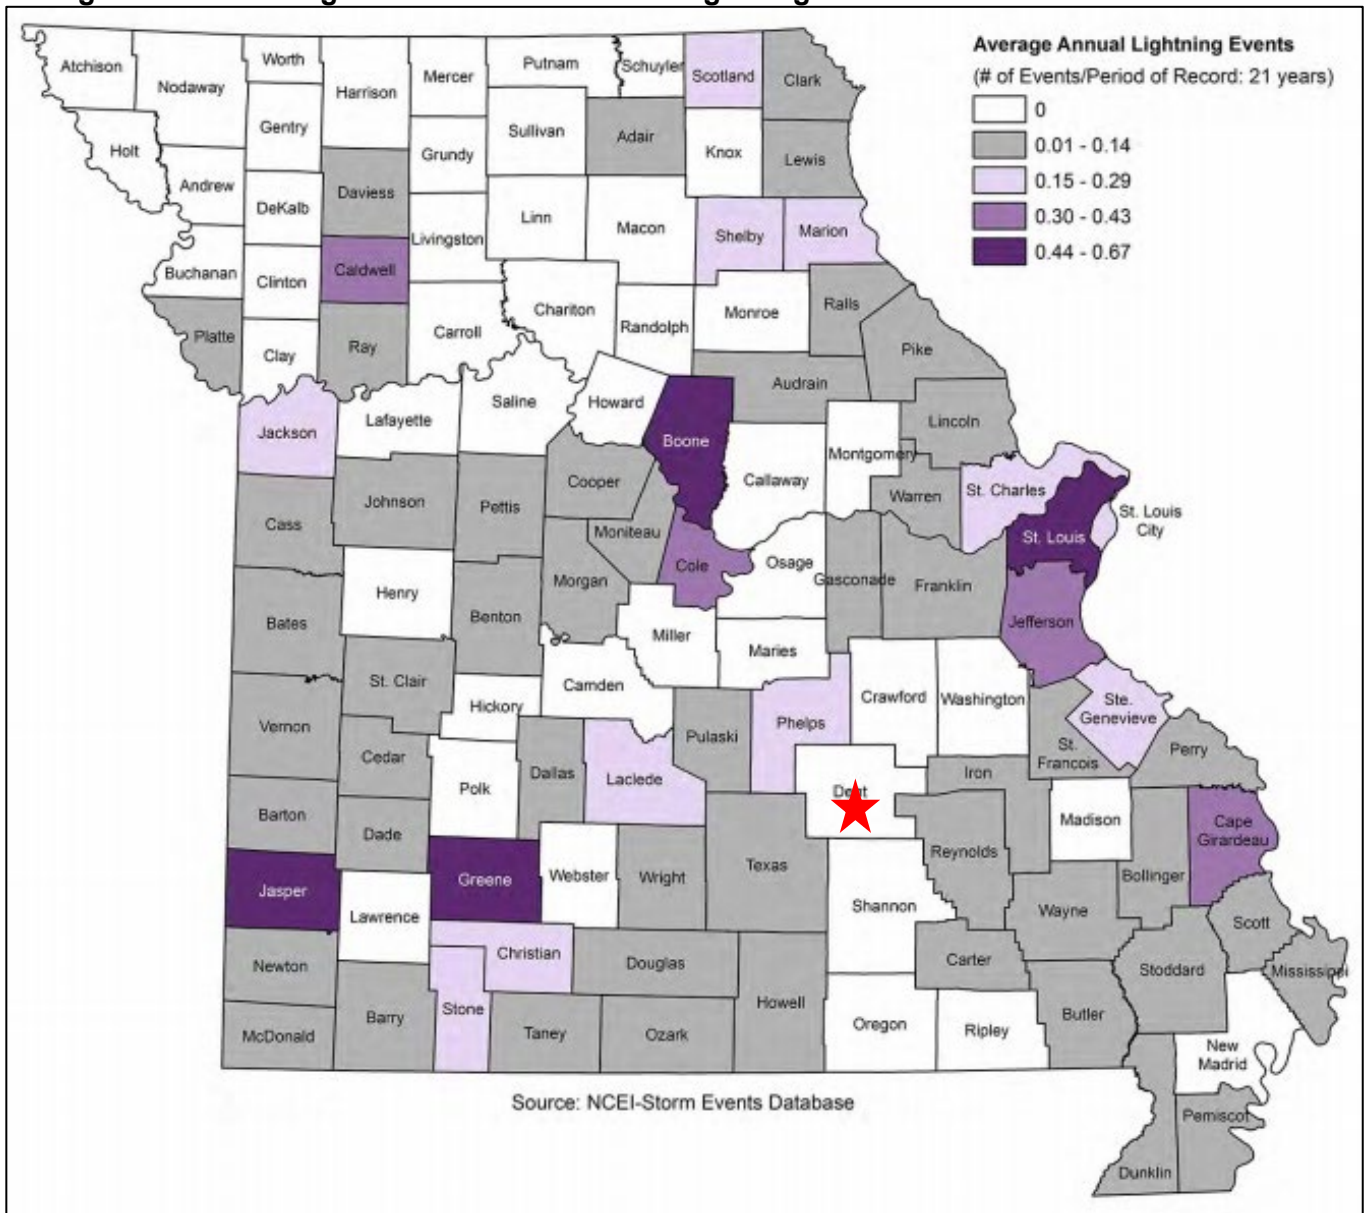 Average Annual Lightning Events
(# of Events/Period of Record: 21 years)
0
0.01 - 0.14
0.15 - 0.29
0.30 - 0.43
0.44 - 0.67
Atchison
Nodaway
Worth
Harrison
Mercer
Putnam
Schuyler
Scotland
Clark
Gentry
Holt
Sullivan
Adair
Knox
Lewis
Grundy
Andrew
DeKalb
Daviess
Linn
Macon
Shelby
Marion
Livingston
Buchanan
Clinton
Caldwell
Chariton
Randolph
Monroe
Ralls
Pike
Platte
Clay
Ray
Carroll
Audrain
Jackson
Lafayette
Saline
Howard
Boone
Lincoln
Montgomery
Callaway
Warren
St. Charles
St. Louis
City
St. Louis
Cass
Johnson
Pettis
Cooper
Moniteau
Cole
Osage
Gasconade
Franklin
Jefferson
Bates
Henry
Benton
Morgan
Miller
Maries
St. Clair
Hickory
Camden
Phelps
Crawford
Washington
Ste.
Genevieve
Vernon
Cedar
Polk
Dallas
Laclede
Pulaski
St.
Francois
Perry
Iron
Barton
Dade
Madison
Cape
Girardeau
Jasper
Greene
Webster
Wright
Texas
Reynolds
Bollinger
Lawrence
Shannon
Wayne
Scott
Newton
Christian
Douglas
Carter
Stoddard
Mississippi
McDonald
Barry
Stone
Taney
Ozark
Howell
Oregon
Ripley
Butler
New
Madrid
Source: NCEI-Storm Events Database
Pemiscot
Dunklin